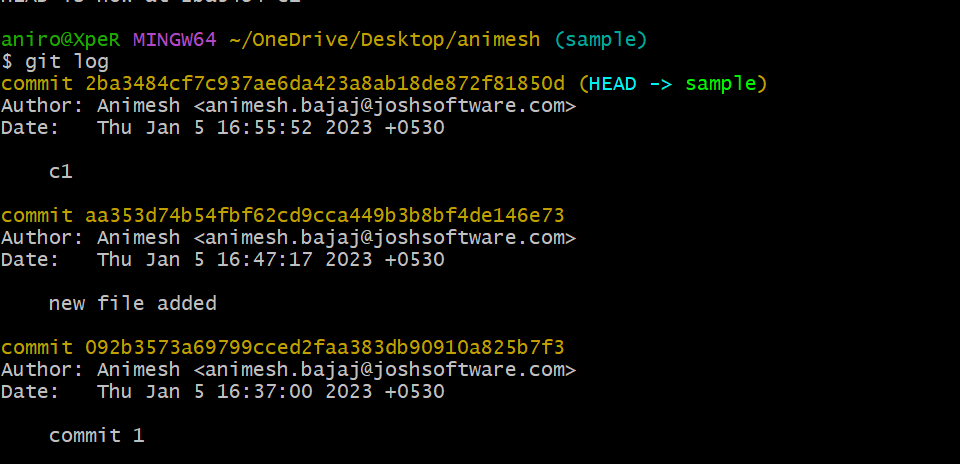 aniro@XpeR MINGW64 ~/OneDrive/Desktop/animesh (sample)
$ git log
commit 2ba3484cf7c937ae6da423a8ab18de872f81850d (HEAD -> sample)
Author: Animesh <animesh.bajaj@joshsoftware.com>
Date:   Thu Jan 5 16:55:52 2023 +0530
    c1
commit aa353d74b54fbf62cd9cca449b3b8bf4de146e73
Author: Animesh <animesh.bajaj@joshsoftware.com>
Date:   Thu Jan 5 16:47:17 2023 +0530
    new file added
commit 092b3573a69799cced2faa383db90910a825b7f3
Author: Animesh <animesh.bajaj@joshsoftware.com>
Date:   Thu Jan 5 16:37:00 2023 +0530
    commit 1